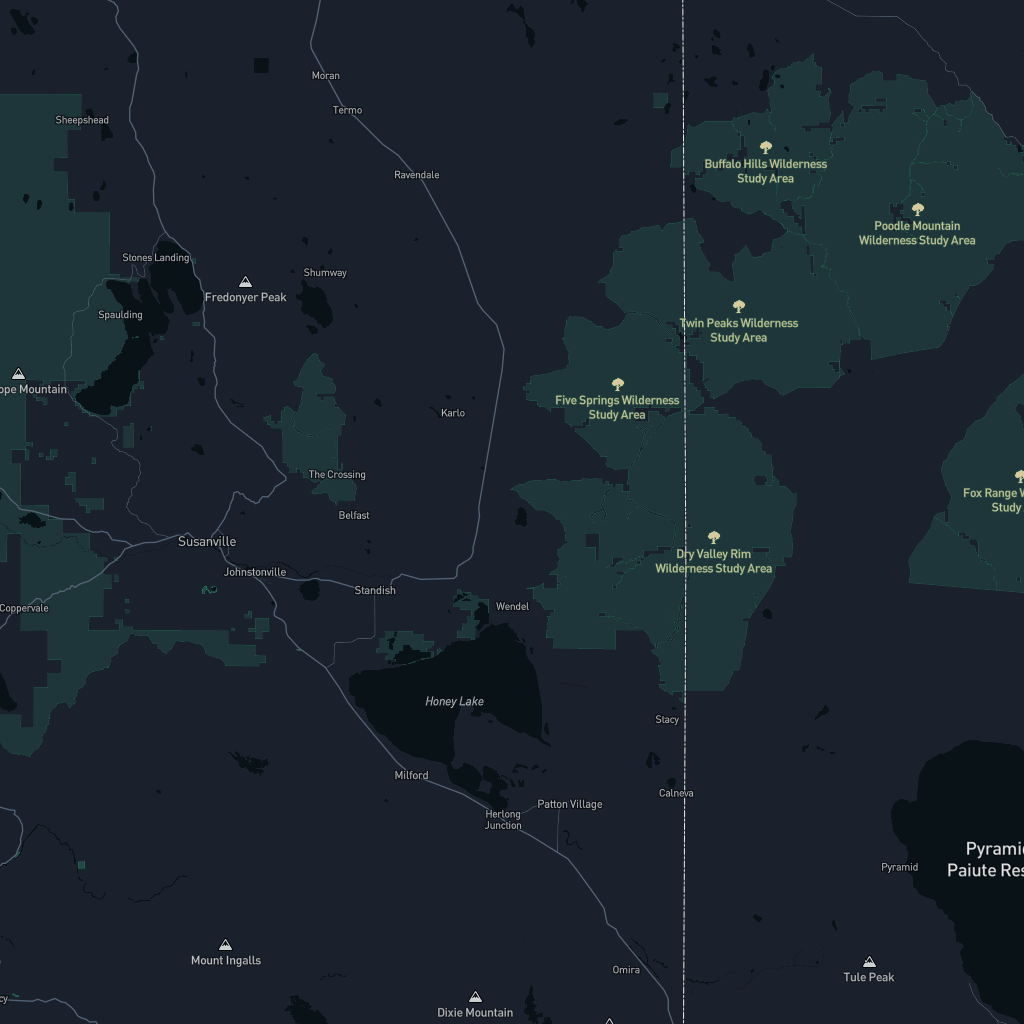 Moran
Termo
Sheepshead
Buffalo Hills Wilderness
Study Area
Ravendale
Poodle Mountain
Wilderness Study Area
Stones Landing
Shumway
Fredonyer Peak
Spaulding
Twin Peaks Wilderness
Study Area
ope Mountain
Five Springs Wilderness
Study Area
Karlo
The Crossing
Fox Range W
Study
Belfast
Susanville
Dry Valley Rim
Wilderness Study Area
Johnstonville
Standish
Coppervale
Wendel
Honey Lake
Stacy
Milford
Calneva
Patton Village
Herlong
Junction
Pyramid
Pyrami
Paiute Res
Mount Ingalls
Omira
Tule Peak
cy
Dixie Mountain